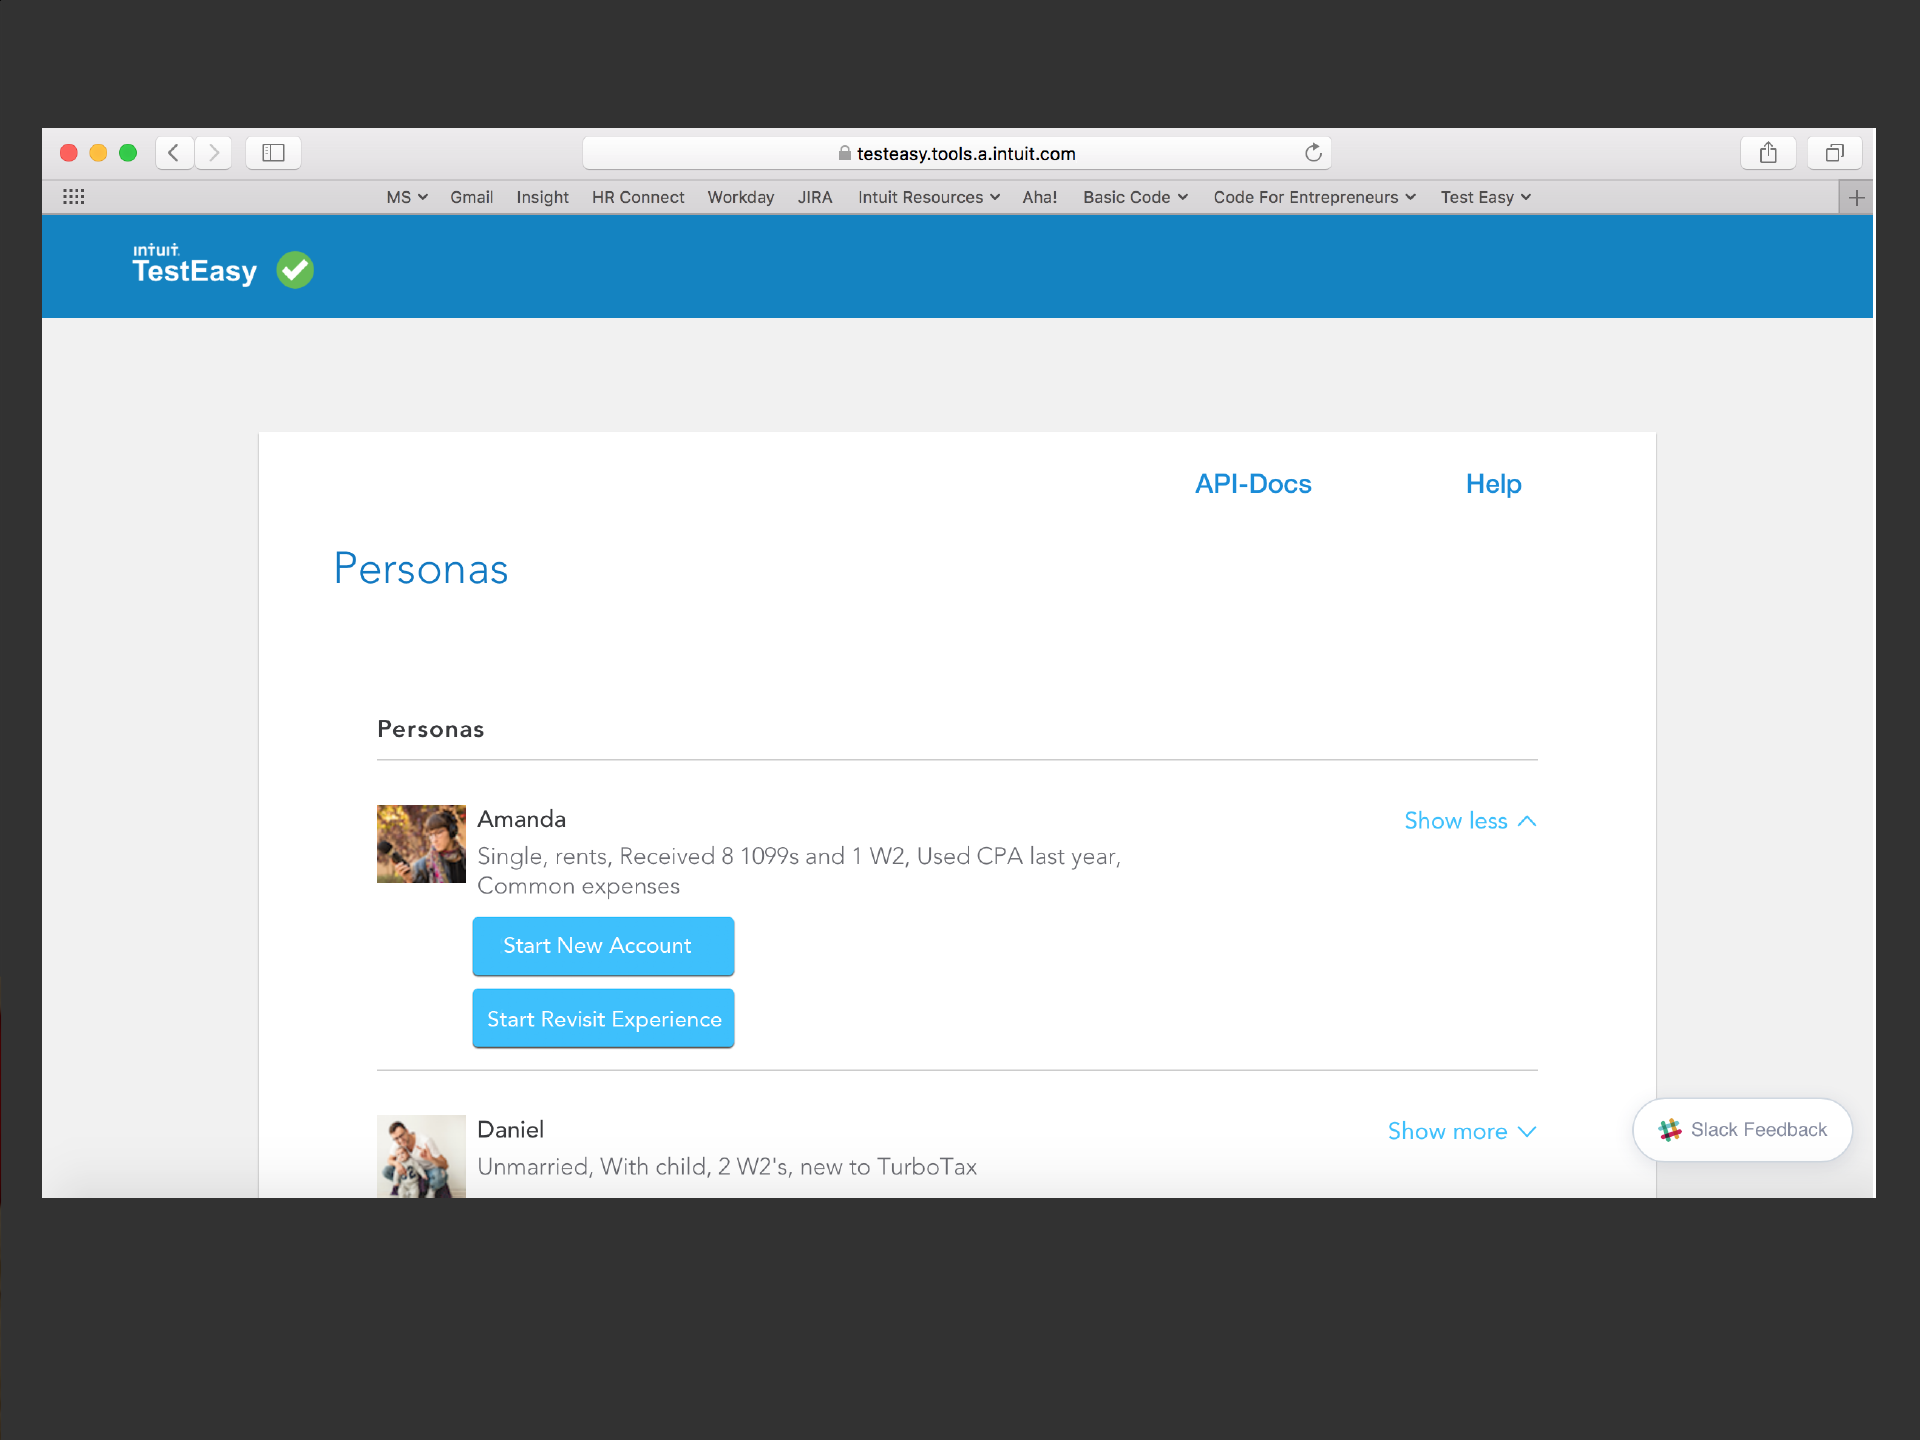 testeasy.tools.a.intuit.com
MS Gmail Insight HR Connect Workday JIRA Intuit Resources Aha! Basic Code Code For Entrepreneurs Test Easy
intuit.
TestEasy
API-Docs Help
Personas
Personas
Amanda Show less
Single, rents, Received 8 1099s and 1 W2, Used CPA last year,
Common expenses
Start New Account
Start Revisit Experience
Daniel Show more
Unmarried, With child, 2 W2's, new to TurboTax
Slack Feedback